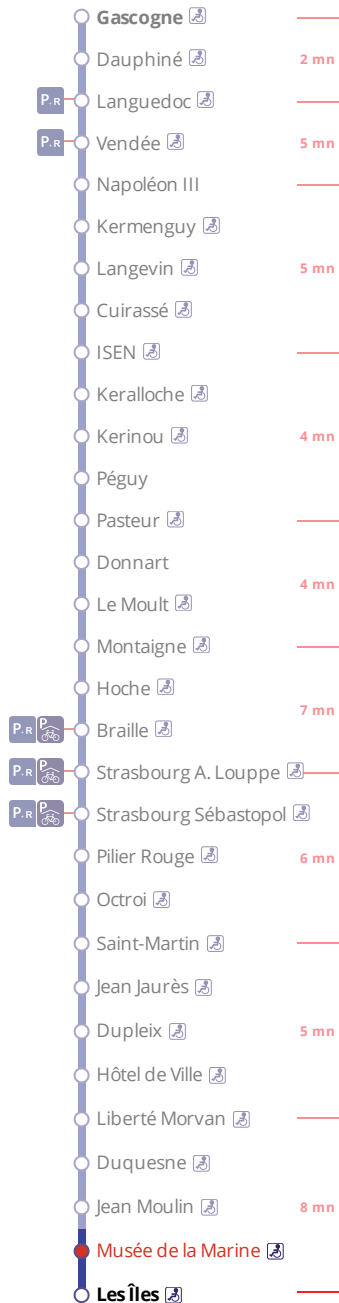 Gascogne
Dauphiné 2 mn
P+R Languedoc
P+R Vendée 5 mn
Napoléon III
Kermenguy
Langevin 5 mn
Cuirassé
ISEN
Keralloche
Kerinou 4 mn
Péguy
Pasteur
Donnart
4 mn
Le Moult
Montaigne
Hoche
7 mn
P+R P Braille
P+R P Strasbourg A. Louppe
P+R P Strasbourg Sébastopol
Pilier Rouge 6 mn
Octroi
Saint-Martin
Jean Jaurès
Dupleix 5 mn
Hôtel de Ville
Liberté Morvan
Duquesne
Jean Moulin 8 mn
Musée de la Marine
Les Îles